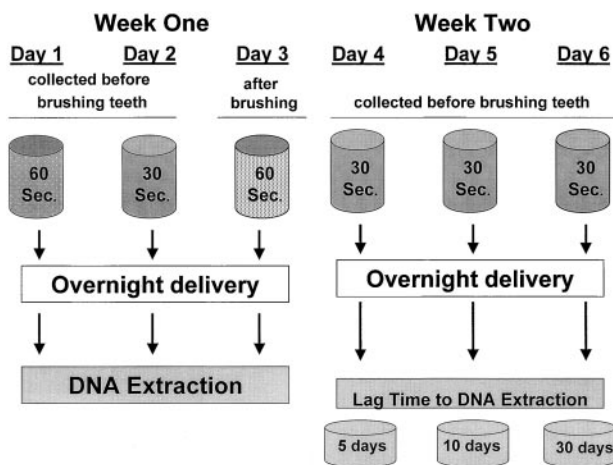 Week One
Day 1 Day 2 Day 3
collected before
brushing teeth
after
brushing
60
Sec.
30
Sec.
60
Sec.
Overnight delivery
DNA Extraction
Week Two
Day 4 Day 5 Day 6
collected before brushing teeth
30
Sec.
30
Sec.
30
Sec.
Overnight delivery
Lag Time to DNA Extraction
5 days 10 days 30 days